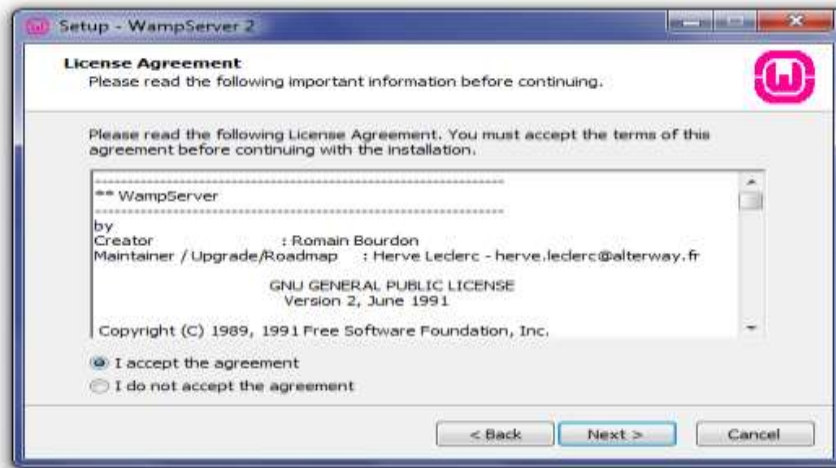 Setup - WampServer 2
License Agreement
Please read the following important information before continuing.
Please read the following License Agreement. You must accept the terms of this
agreement before continuing with the installation.
------------------------------------------------------------
** WampServer
------------------------------------------------------------
by
Creator : Romain Bourdon
Maintainer / Upgrade/Roadmap : Herve Leclerc - herve.leclerc@alterway.fr
GNU GENERAL PUBLIC LICENSE
Version 2, June 1991
Copyright (C) 1989, 1991 Free Software Foundation, Inc.
I accept the agreement
I do not accept the agreement
< Back Next > Cancel